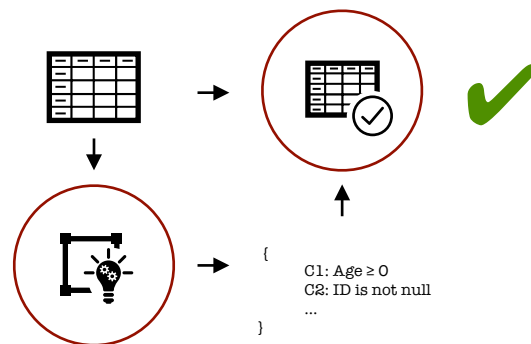 {
C1: Age ≥ 0
C2: ID is not null
...
}